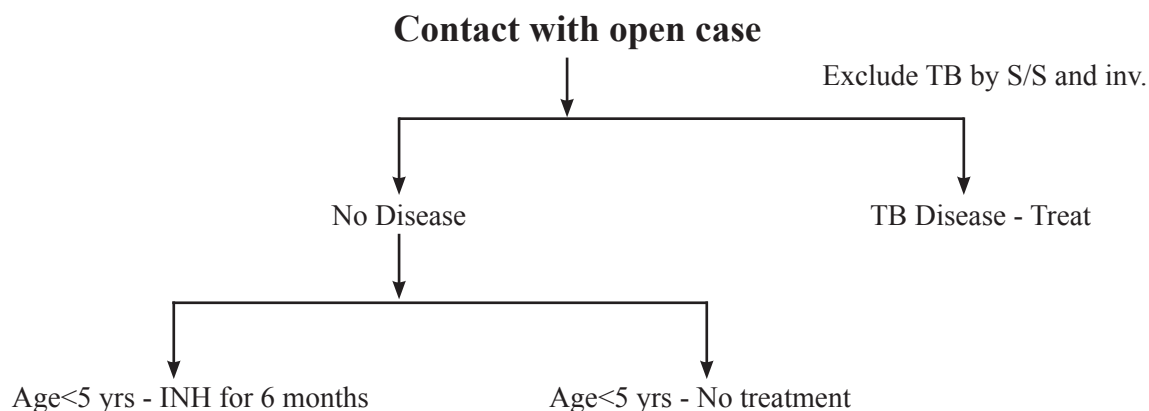 Contact with open case
Exclude TB by S/S and inv.
No Disease
TB Disease - Treat
Age<5 yrs - INH for 6 months
Age<5 yrs - No treatment